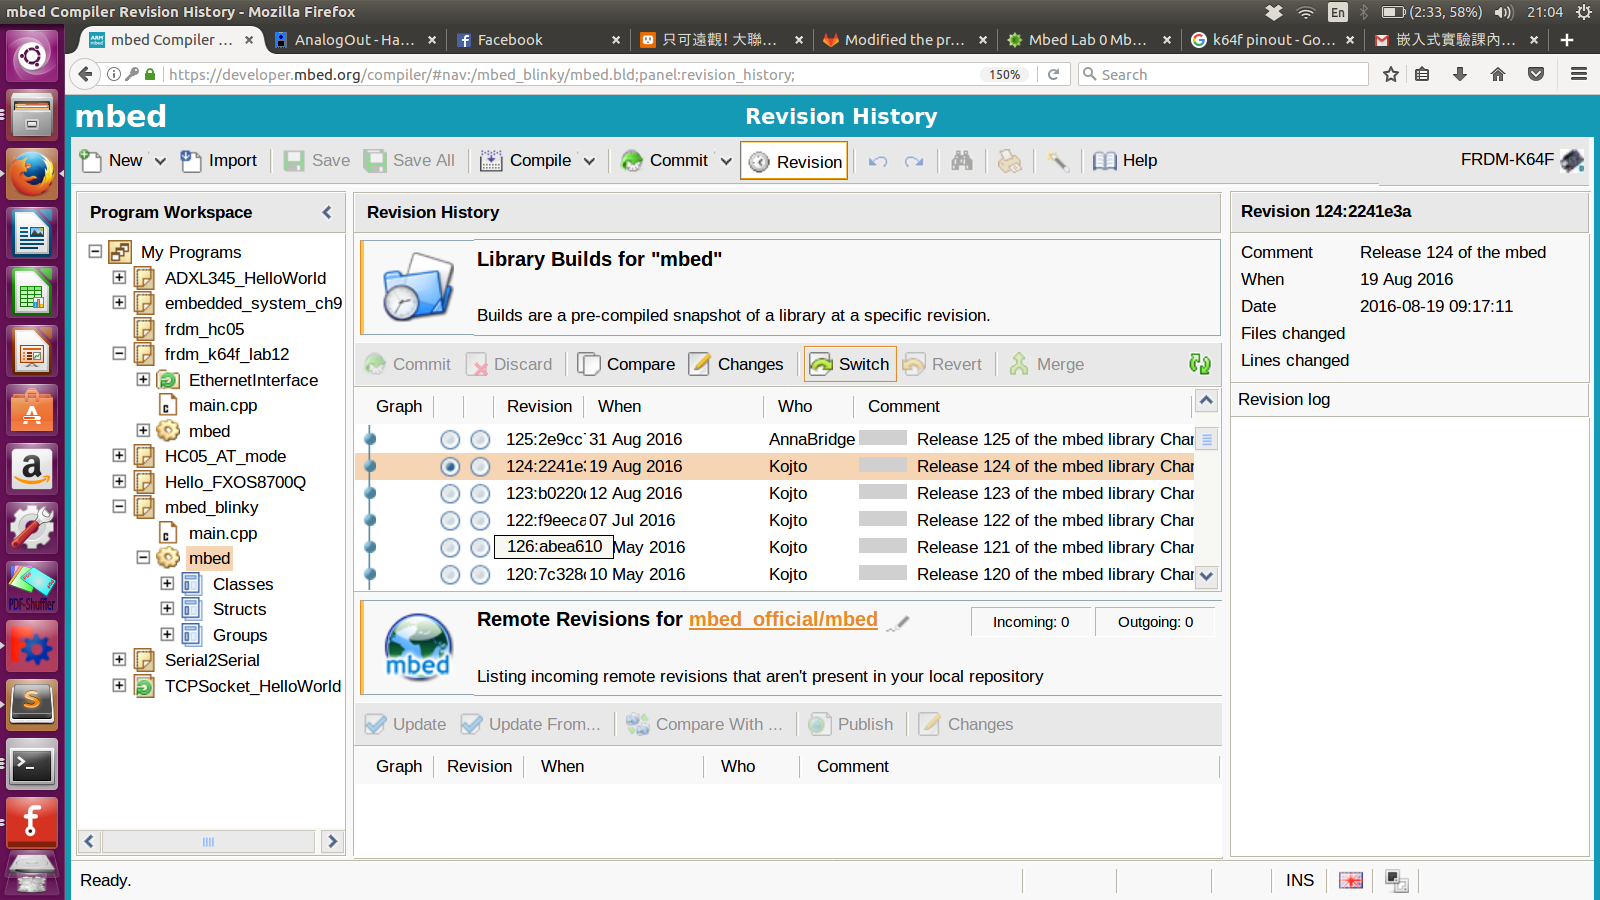 mbed Compiler Revision History - Mozilla Firefox
En
(2:33, 58%)
21:04
mbed Compiler ...
AnalogOut - Ha...
Facebook
只可遠觀！大聯...
Modified the pr...
Mbed Lab 0 Mb...
k64f pinout - Go...
嵌入式實驗課內...
https://developer.mbed.org/compiler/#nav:/mbed_blinky/mbed.bld;panel:revision_history;
150%
Search
mbed
Revision History
New
Import
Save
Save All
Compile
Commit
Revision
Help
FRDM-K64F
Program Workspace
My Programs
ADXL345_HelloWorld
embedded_system_ch9
frdm_hc05
frdm_k64f_lab12
EthernetInterface
main.cpp
mbed
HC05_AT_mode
Hello_FXOS8700Q
mbed_blinky
main.cpp
mbed
Classes
Structs
Groups
Serial2Serial
TCPSocket_HelloWorld
PDF-Shuffler
Revision History
Library Builds for "mbed"
Builds are a pre-compiled snapshot of a library at a specific revision.
Commit
Discard
Compare
Changes
Switch
Revert
Merge
Graph Revision When Who Comment
125:2e9cc 31 Aug 2016 AnnaBridge Release 125 of the mbed library Char
124:2241e3 19 Aug 2016 Kojto Release 124 of the mbed library Char
123:b0220 12 Aug 2016 Kojto Release 123 of the mbed library Char
122:f9eeca 07 Jul 2016 Kojto Release 122 of the mbed library Char
126:abea610 May 2016 Kojto Release 121 of the mbed library Char
120:7c328 10 May 2016 Kojto Release 120 of the mbed library Char
mbed
Remote Revisions for mbed_official/mbed
Incoming: 0
Outgoing: 0
Listing incoming remote revisions that aren't present in your local repository
Update
Update From...
Compare With ...
Publish
Changes
Graph Revision When Who Comment
Revision 124:2241e3a
Comment Release 124 of the mbed
When 19 Aug 2016
Date 2016-08-19 09:17:11
Files changed
Lines changed
Revision log
Ready.
INS